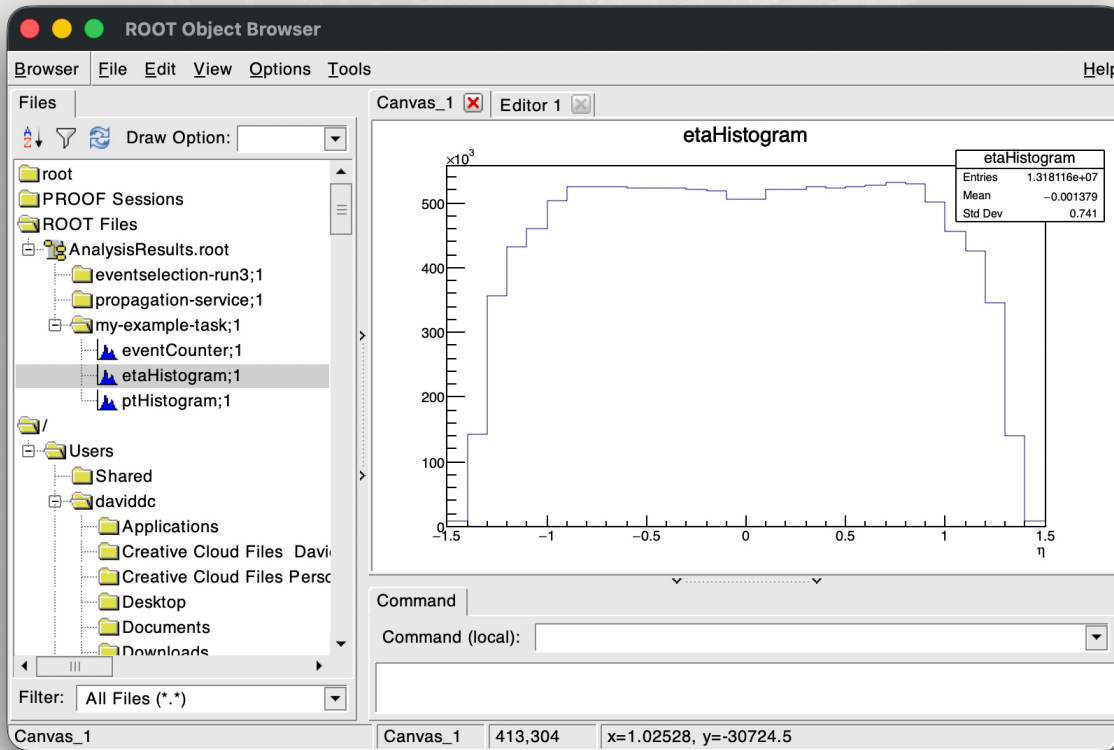 ROOT Object Browser
Browser File Edit View Options Tools Help
Files
Draw Option:
root
PROOF Sessions
ROOT Files
AnalysisResults.root
eventselection-run3;1
propagation-service;1
my-example-task;1
eventCounter;1
etaHistogram;1
ptHistogram;1
/
Users
Shared
daviddc
Applications
Creative Cloud Files Davi
Creative Cloud Files Perso
Desktop
Documents
Downloads
Filter: All Files (*.*)
Canvas_1 Editor 1
etaHistogram
×10³
500
400
300
200
100
0
−1.5 −1 −0.5 0 0.5 1 1.5
η
etaHistogram
Entries 1.318116e+07
Mean −0.001379
Std Dev 0.741
Command
Command (local):
Canvas_1 Canvas_1 413,304 x=1.02528, y=-30724.5